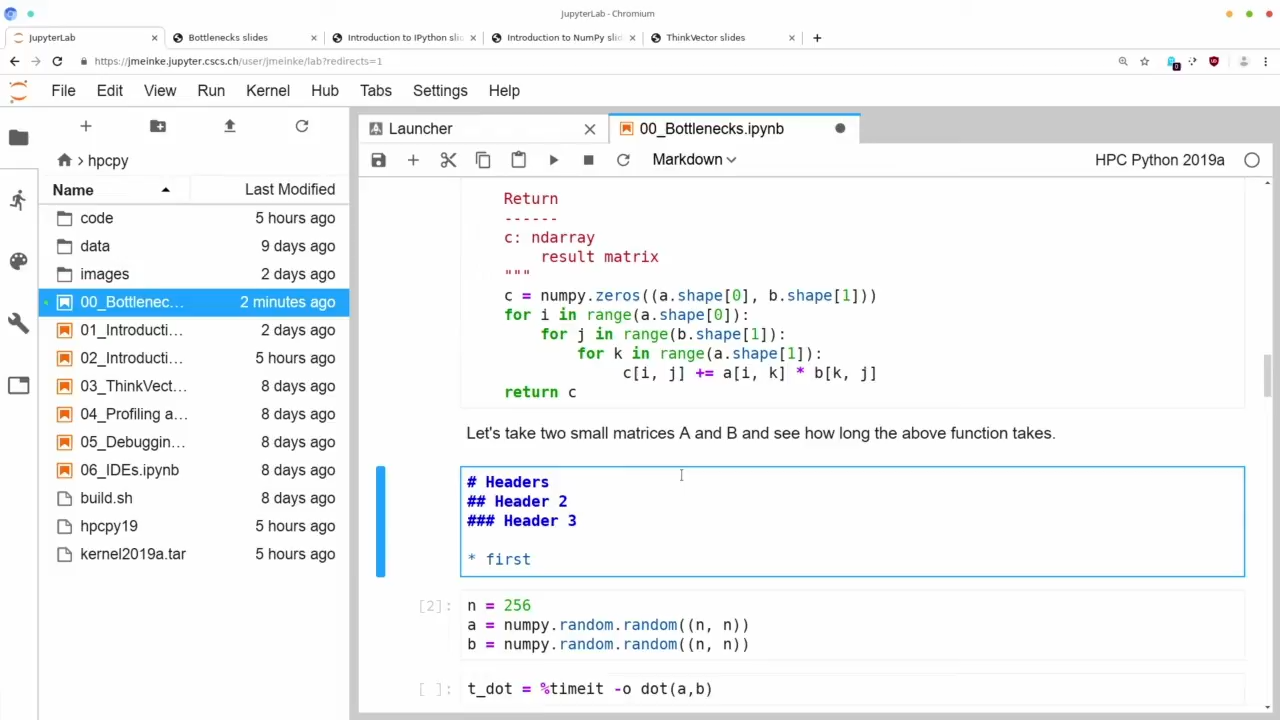 JupyterLab - Chromium
JupyterLab
Bottlenecks slides
Introduction to IPython slid
Introduction to NumPy slid
ThinkVector slides
https://jmeinke.jupyter.cscs.ch/user/jmeinke/lab?redirects=1
File Edit View Run Kernel Hub Tabs Settings Help
> hpcpy
Name Last Modified
code 5 hours ago
data 9 days ago
images 2 days ago
00_Bottlenec... 2 minutes ago
01_Introducti... 2 days ago
02_Introducti... 5 hours ago
03_ThinkVect... 8 days ago
04_Profiling a... 8 days ago
05_Debuggin... 8 days ago
06_IDEs.ipynb 8 days ago
build.sh 8 days ago
hpcpy19 5 hours ago
kernel2019a.tar 5 hours ago
Launcher
00_Bottlenecks.ipynb
Markdown
HPC Python 2019a
Return
------
c: ndarray
result matrix
"""
c = numpy.zeros((a.shape[0], b.shape[1]))
for i in range(a.shape[0]):
for j in range(b.shape[1]):
for k in range(a.shape[1]):
c[i, j] += a[i, k] * b[k, j]
return c
Let's take two small matrices A and B and see how long the above function takes.
# Headers
## Header 2
### Header 3
* first
[2]: n = 256
a = numpy.random.random((n, n))
b = numpy.random.random((n, n))
[ ]: t_dot = %timeit -o dot(a,b)